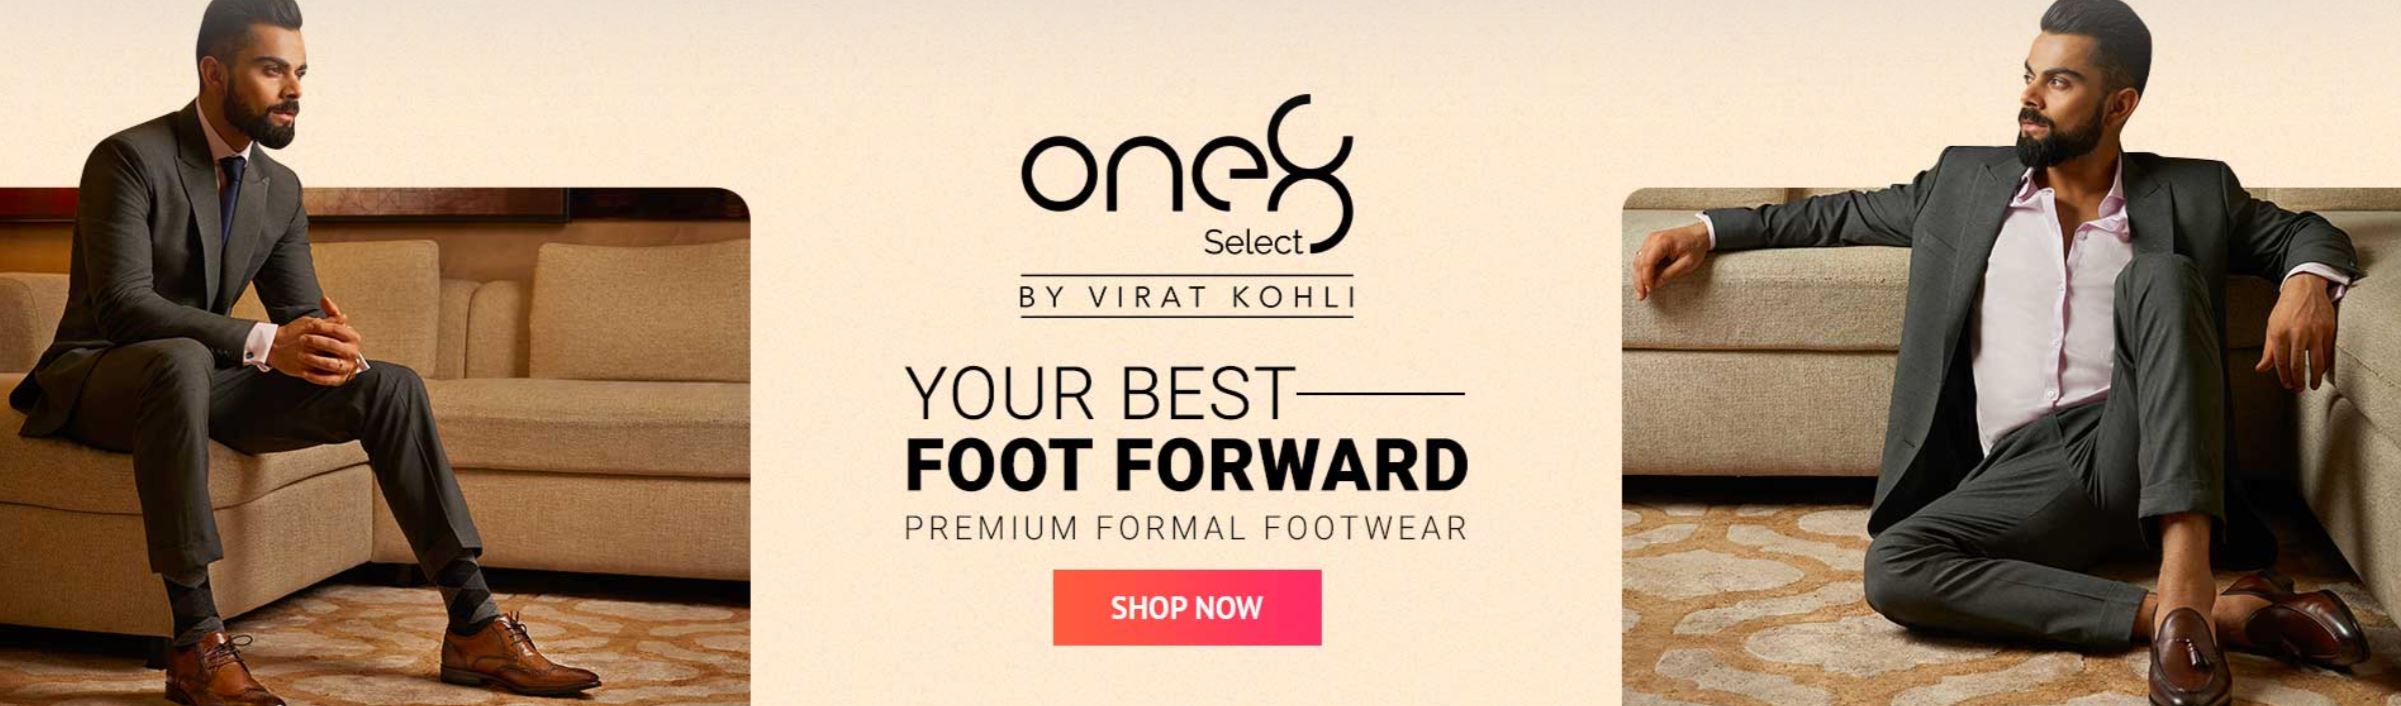 one8
Select
BY VIRAT KOHLI
YOUR BEST
FOOT FORWARD
PREMIUM FORMAL FOOTWEAR
SHOP NOW